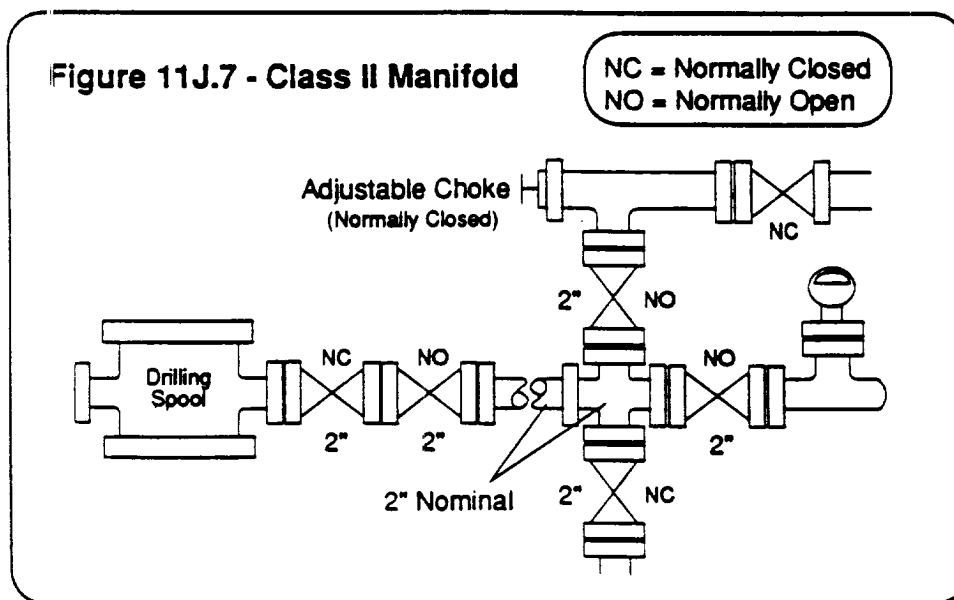 Figure 11J.7 - Class II Manifold
NC = Normally Closed
NO = Normally Open
Adjustable Choke
(Normally Closed)
NC
2" NO
NC NO NO
Drilling
Spool
2" 2" 2"
2" Nominal 2" NC